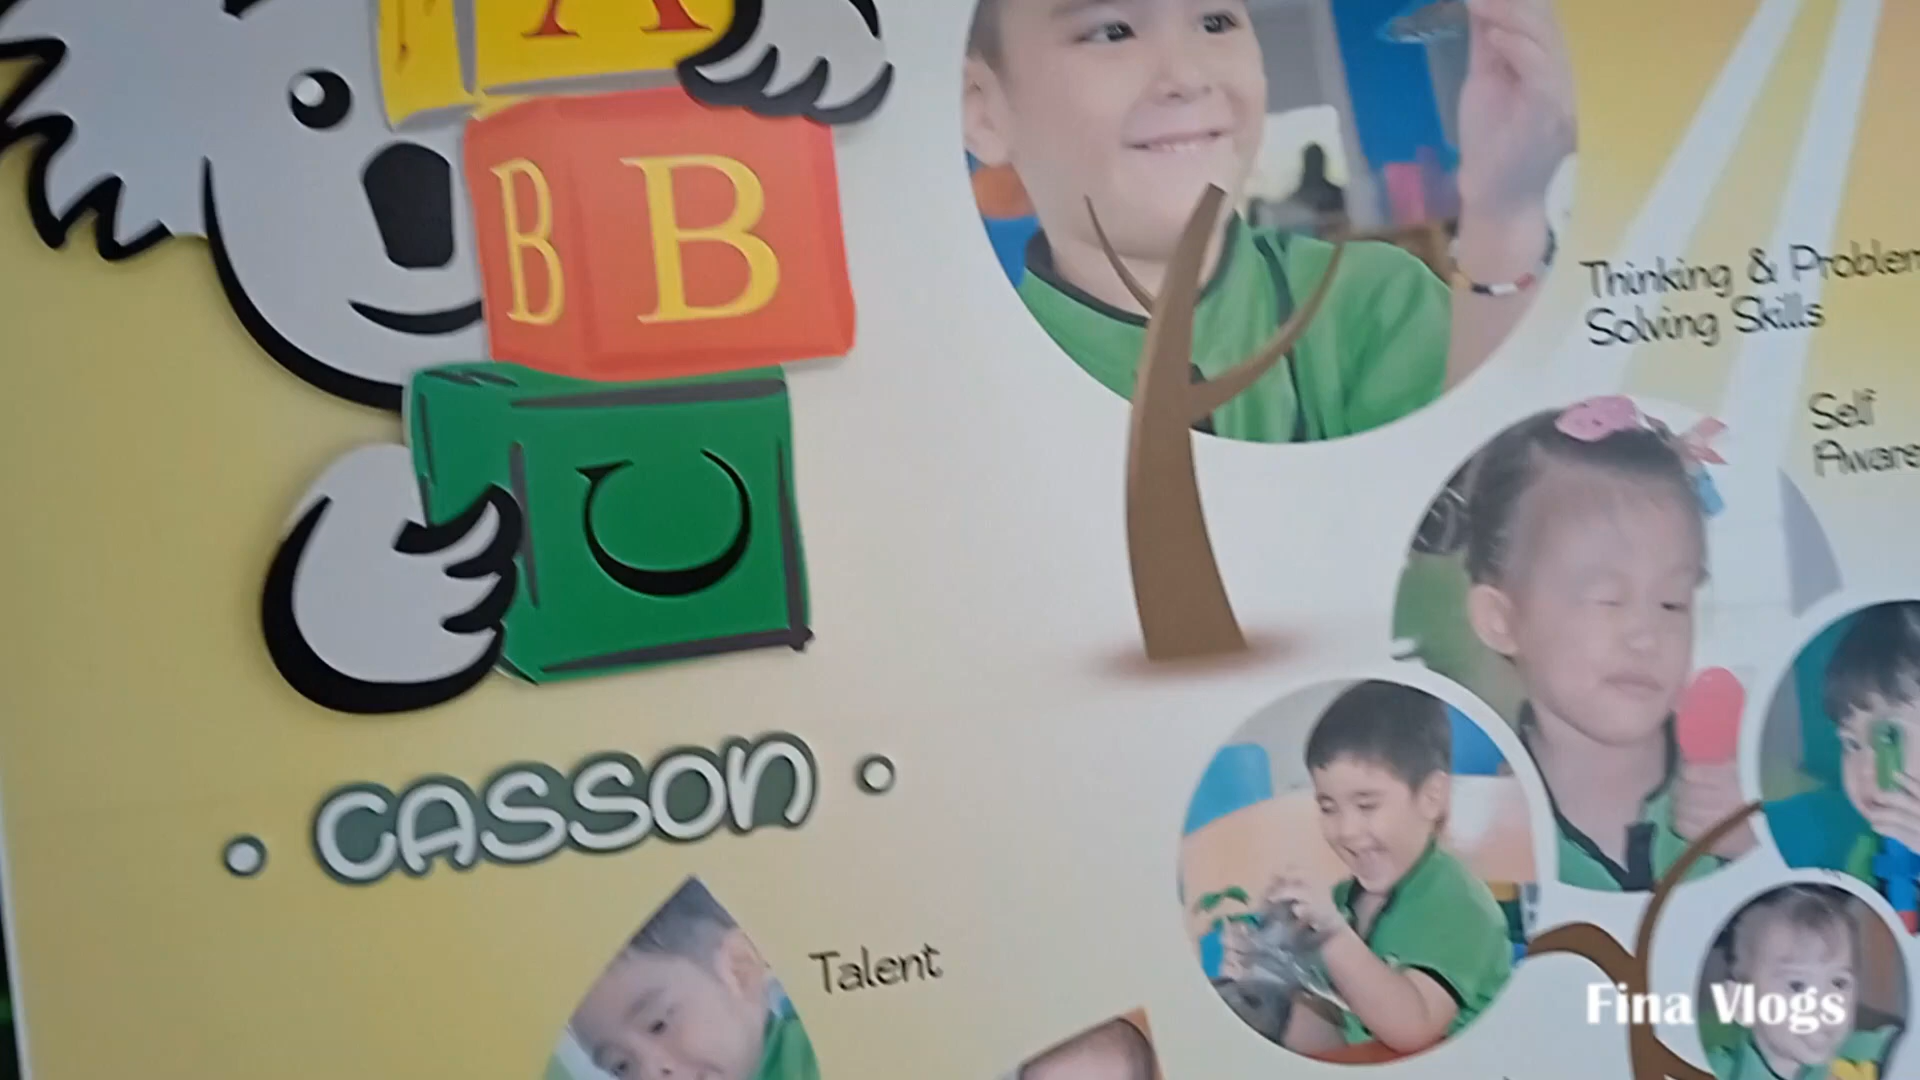 A
B B
C
• CASSON •
Thinking & Problem
Solving Skills
Self
Talent
Fina Vlogs